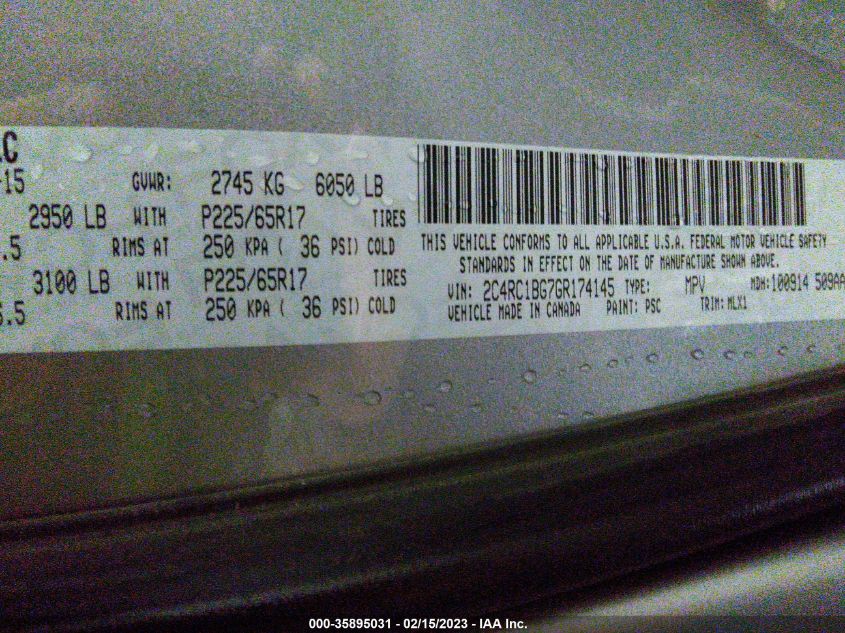 LC
-15 GVWR: 2745 KG 6050 LB
2950 LB WITH P225/65R17 TIRES
.5 RIMS AT 250 KPA ( 36 PSI) COLD
3100 LB WITH P225/65R17 TIRES
6.5 RIMS AT 250 KPA ( 36 PSI) COLD
THIS VEHICLE CONFORMS TO ALL APPLICABLE U.S.A. FEDERAL MOTOR VEHICLE SAFETY
STANDARDS IN EFFECT ON THE DATE OF MANUFACTURE SHOWN ABOVE.
VIN: 2C4RC1BG7GR174145 TYPE: MPV MDH: 100914 509AA
VEHICLE MADE IN CANADA PAINT: PSC TRIM: MLX1
000-35895031 - 02/15/2023 - IAA Inc.